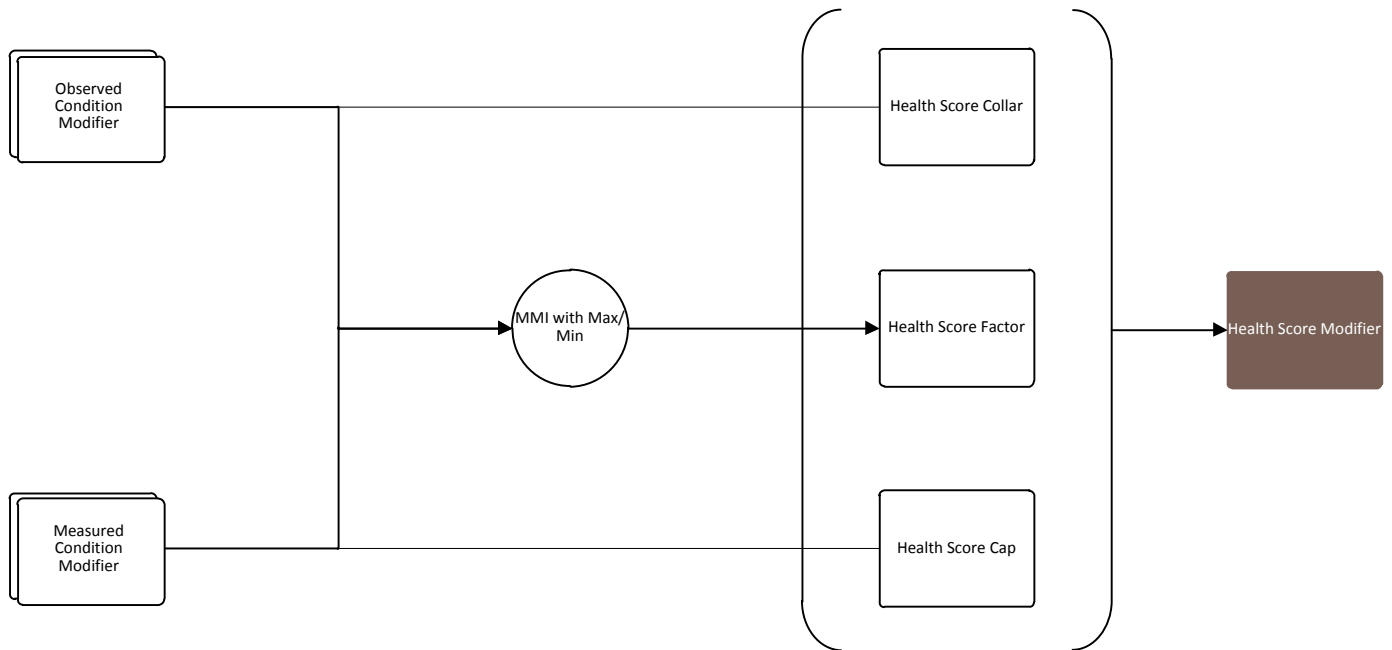 Observed
Condition
Modifier
Health Score Collar
MMI with Max/
Min
Health Score Factor
Health Score Modifier
Measured
Condition
Modifier
Health Score Cap